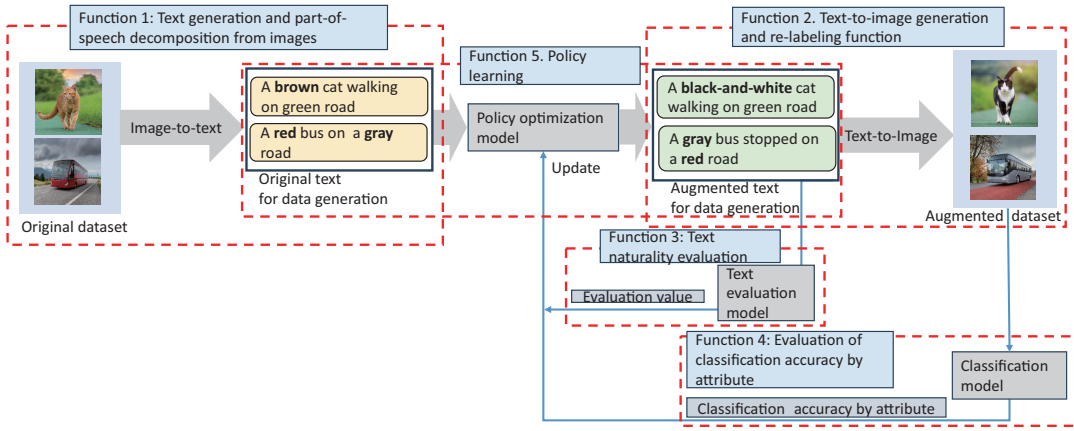 Function 1: Text generation and part-of-
speech decomposition from images
Function 2. Text-to-image generation
and re-labeling function
Function 5. Policy
learning
Image-to-text
A brown cat walking
on green road
A red bus on a gray
road
Original text
for data generation
Original dataset
Policy optimization
model
Update
A black-and-white cat
walking on green road
A gray bus stopped on
a red road
Augmented text
for data generation
Text-to-Image
Augmented dataset
Function 3: Text
naturality evaluation
Evaluation value
Text
evaluation
model
Function 4: Evaluation of
classification accuracy by
attribute
Classification accuracy by attribute
Classification
model